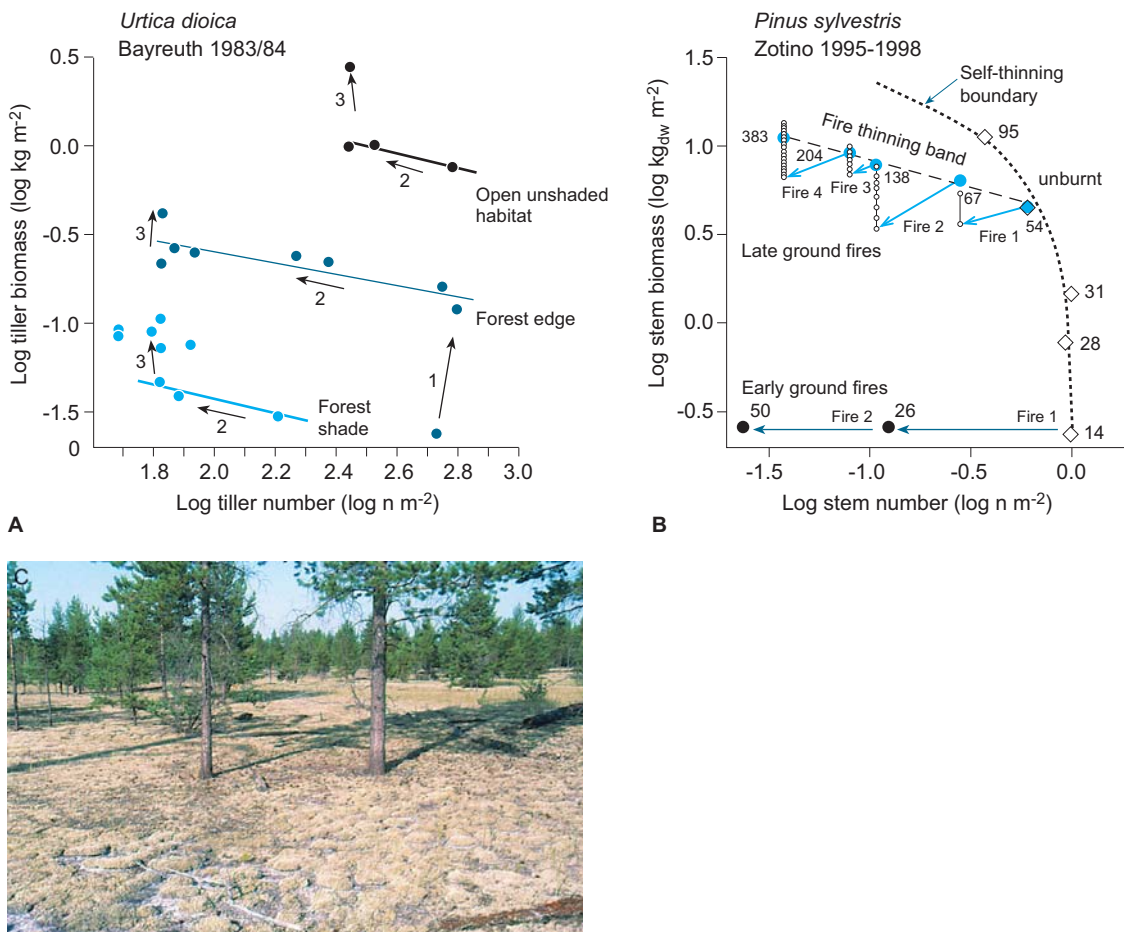 Urtica dioica
Bayreuth 1983/84
Log tiller biomass (log kg m-2)
0.5
0.0
-0.5
-1.0
-1.5
0
3
2
Open unshaded
habitat
3
2
Forest edge
3
1
2
Forest
shade
1.8
2.0
2.2
2.4
2.6
2.8
3.0
Log tiller number (log n m-2)
A
Pinus sylvestris
Zotino 1995-1998
Log stem biomass (log kgdw m-2)
1.5
1.0
0.5
0.0
-0.5
Self-thinning
boundary
95
Fire thinning band
383
204
138
67
54
unburnt
Fire 4
Fire 3
Fire 2
Fire 1
Late ground fires
31
28
Early ground fires
50
Fire 2
26
Fire 1
14
-1.5
-1.0
-0.5
0.0
Log stem number (log n m-2)
B
C